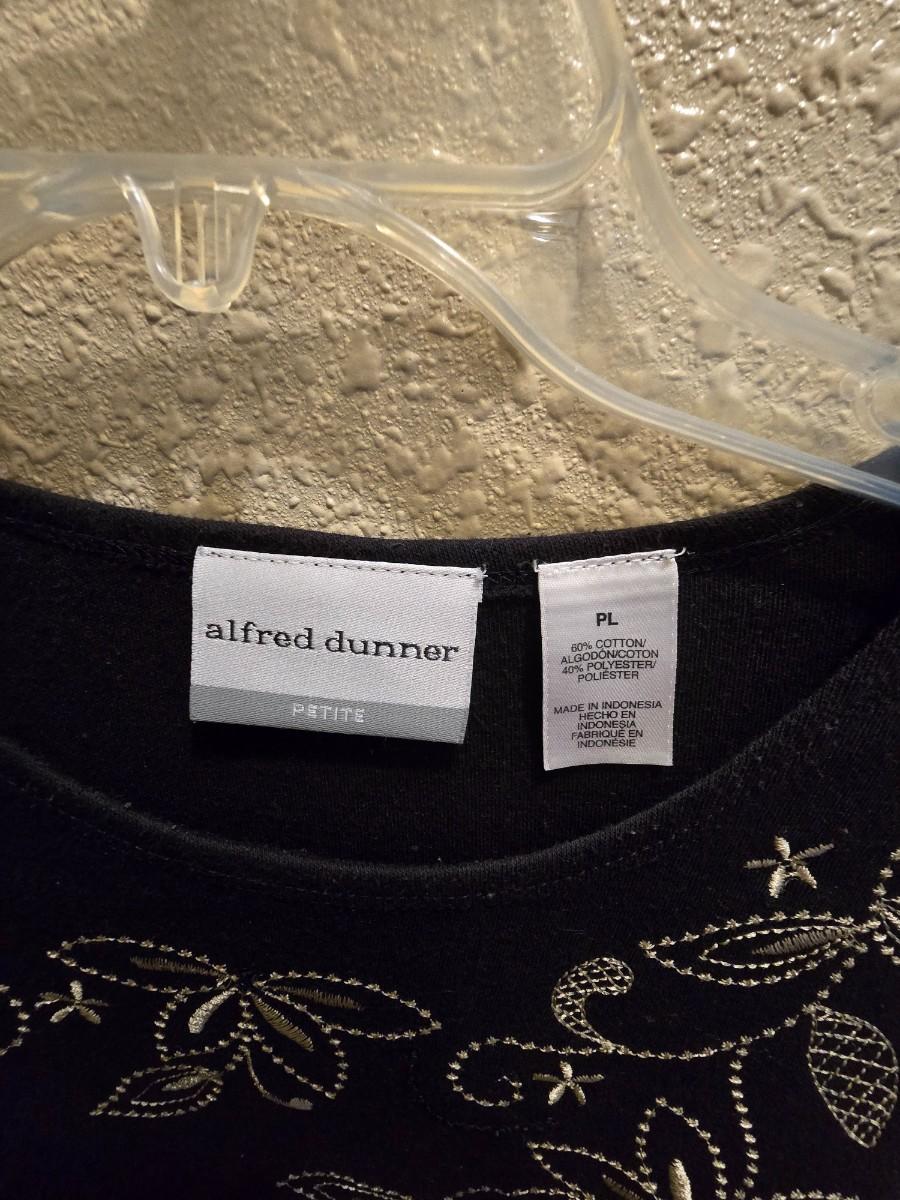 alfred dunner
PETITE
PL
60% COTTON/
ALGODÓN/COTON
40% POLYESTER/
POLIÉSTER
MADE IN INDONESIA
HECHO EN
INDONESIA
FABRIQUÉ EN
INDONÉSIE